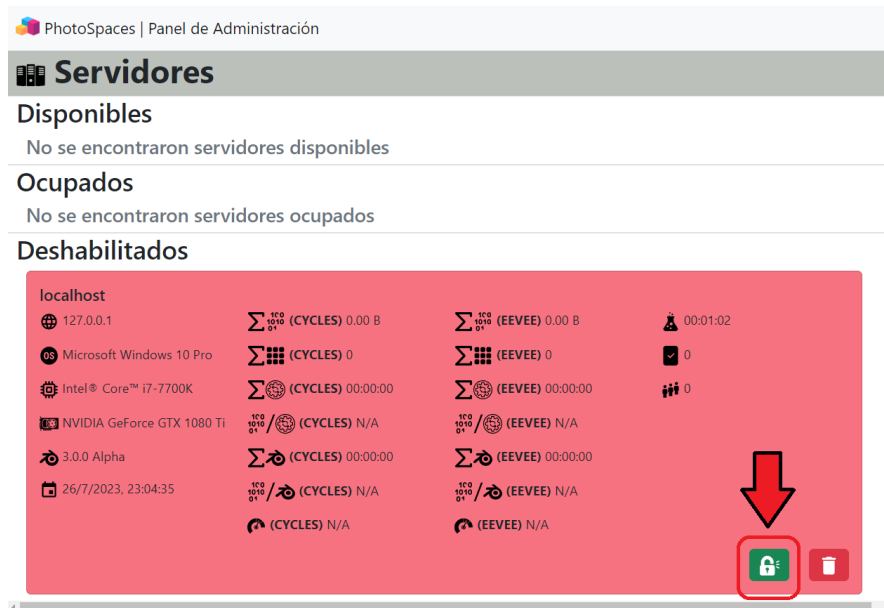 PhotoSpaces | Panel de Administración
Servidores
Disponibles
No se encontraron servidores disponibles
Ocupados
No se encontraron servidores ocupados
Deshabilitados
localhost
127.0.0.1 (CYCLES) 0.00 B (EEVEE) 0.00 B 00:01:02
Microsoft Windows 10 Pro (CYCLES) 0 (EEVEE) 0 0
Intel® Core™ i7-7700K (CYCLES) 00:00:00 (EEVEE) 00:00:00 0
NVIDIA GeForce GTX 1080 Ti (CYCLES) N/A (EEVEE) N/A
3.0.0 Alpha (CYCLES) 00:00:00 (EEVEE) 00:00:00
26/7/2023, 23:04:35 (CYCLES) N/A (EEVEE) N/A
(CYCLES) N/A (EEVEE) N/A